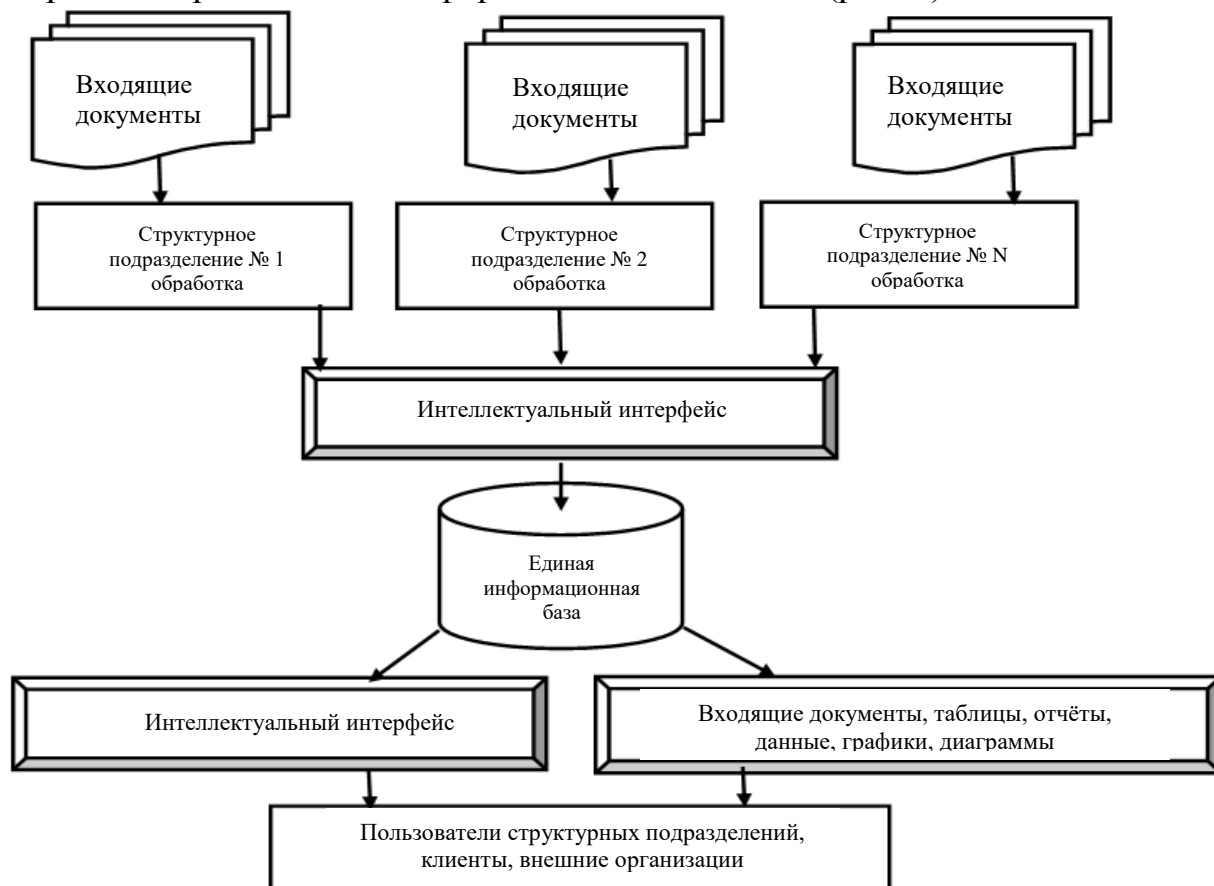 Входящие
документы
Входящие
документы
Входящие
документы
Структурное
подразделение № 1
обработка
Структурное
подразделение № 2
обработка
Структурное
подразделение № N
обработка
Интеллектуальный интерфейс
Единая
информационная
база
Интеллектуальный интерфейс
Входящие документы, таблицы, отчёты,
данные, графики, диаграммы
Пользователи структурных подразделений,
клиенты, внешние организации